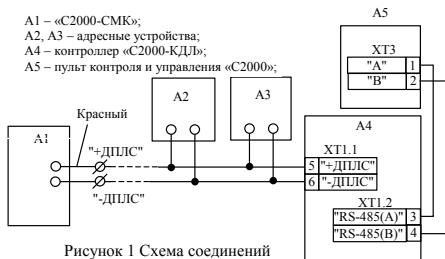 А1 – «С2000-СМК»;
А2, А3 – адресные устройства;
А4 – контроллер «С2000-КДЛ»;
А5 – пульт контроля и управления «С2000»;
А5
ХТ3
"А" 1
"В" 2
А2
А3
А4
Красный
А1
"+ДПЛС"
"-ДПЛС"
ХТ1.1
5 "+ДПЛС"
6 "-ДПЛС"
ХТ1.2
"RS-485(А)" 3
"RS-485(В)" 4
Рисунок 1 Схема соединений